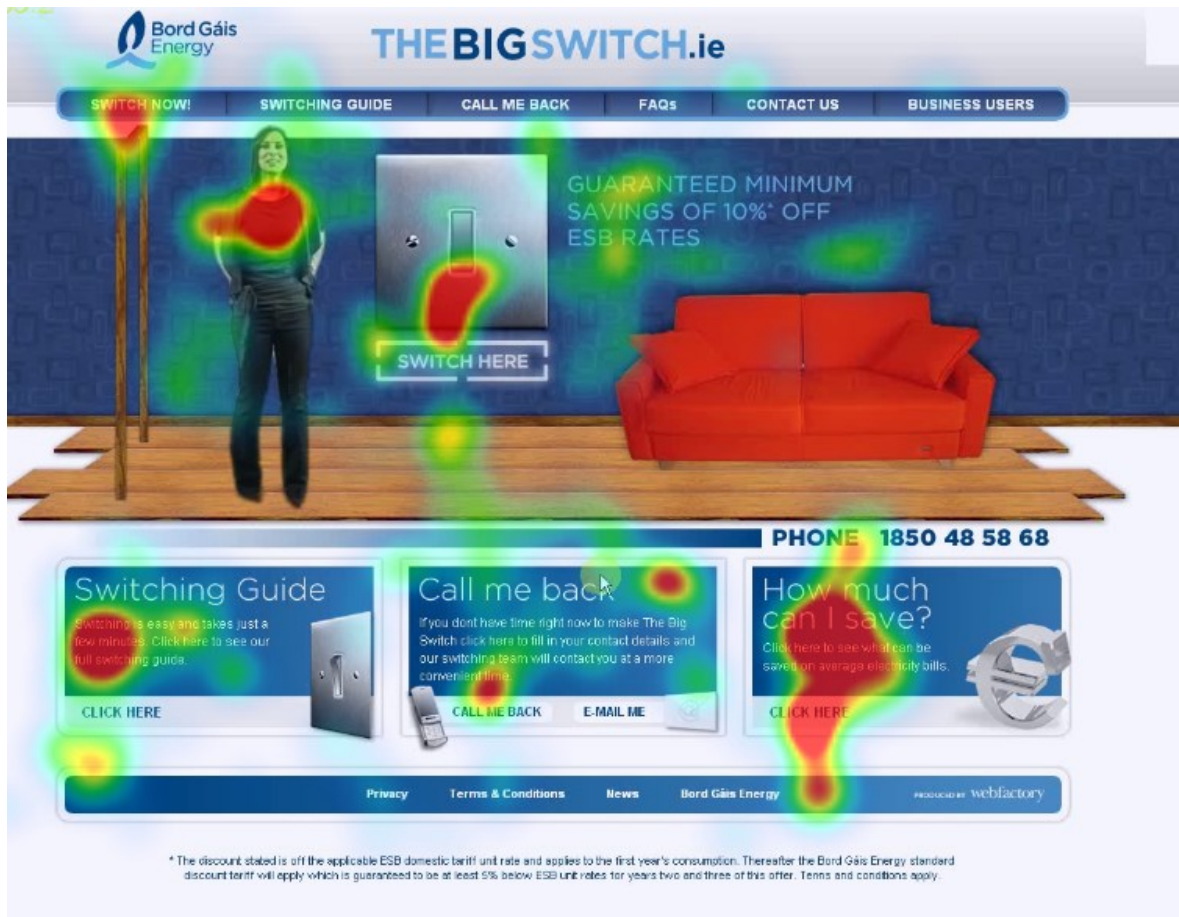 Bord Gáis
Energy
THEBIGSWITCH.ie
SWITCH NOW!
SWITCHING GUIDE
CALL ME BACK
FAQs
CONTACT US
BUSINESS USERS
GUARANTEED MINIMUM
SAVINGS OF 10%* OFF
ESB RATES
SWITCH HERE
PHONE 1850 48 58 68
Switching Guide
Switching is easy and takes just a
few minutes. Click here to see our
full switching guide.
CLICK HERE
Call me back
If you dont have time right now to make The Big
Switch click here to fill in your contact details and
our switching team will contact you at a more
convenient time.
CALL ME BACK
E-MAIL ME
How much
can I save?
Click here to see what can be
saved on average electricity bills.
CLICK HERE
Privacy
Terms & Conditions
News
Bord Gáis Energy
PRODUCED BY webfactory
* The discount stated is off the applicable ESB domestic tariff unit rate and applies to the first year's consumption. Thereafter the Bord Gáis Energy standard
discount tariff will apply which is guaranteed to be at least 5% below ESB unit rates for years two and three of this offer. Terms and conditions apply.